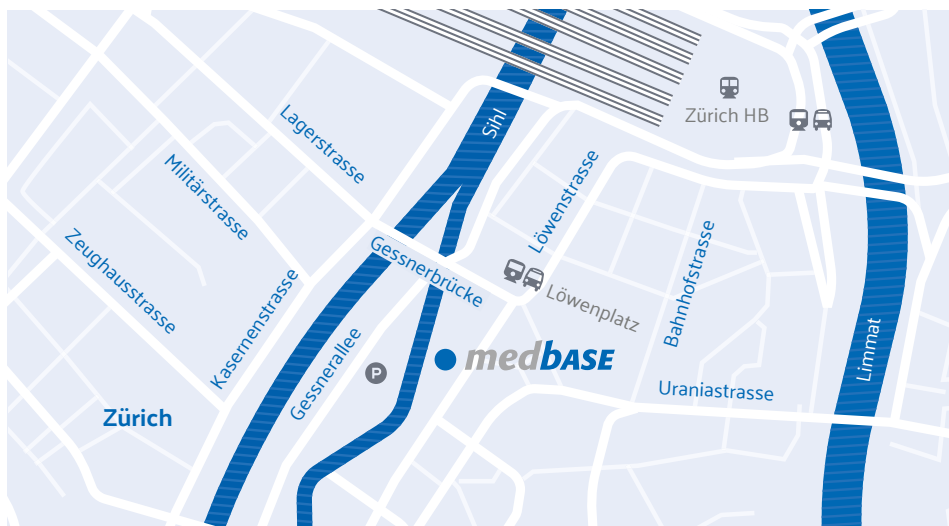 Sihl
Zürich HB
Lagerstrasse
Militärstrasse
Löwenstrasse
Zeughausstrasse
Gessnerbrücke
Bahnhofstrasse
Löwenplatz
Kasernenstrasse
Gessnerallee
Limmat
P
medbase
Uraniastrasse
Zürich